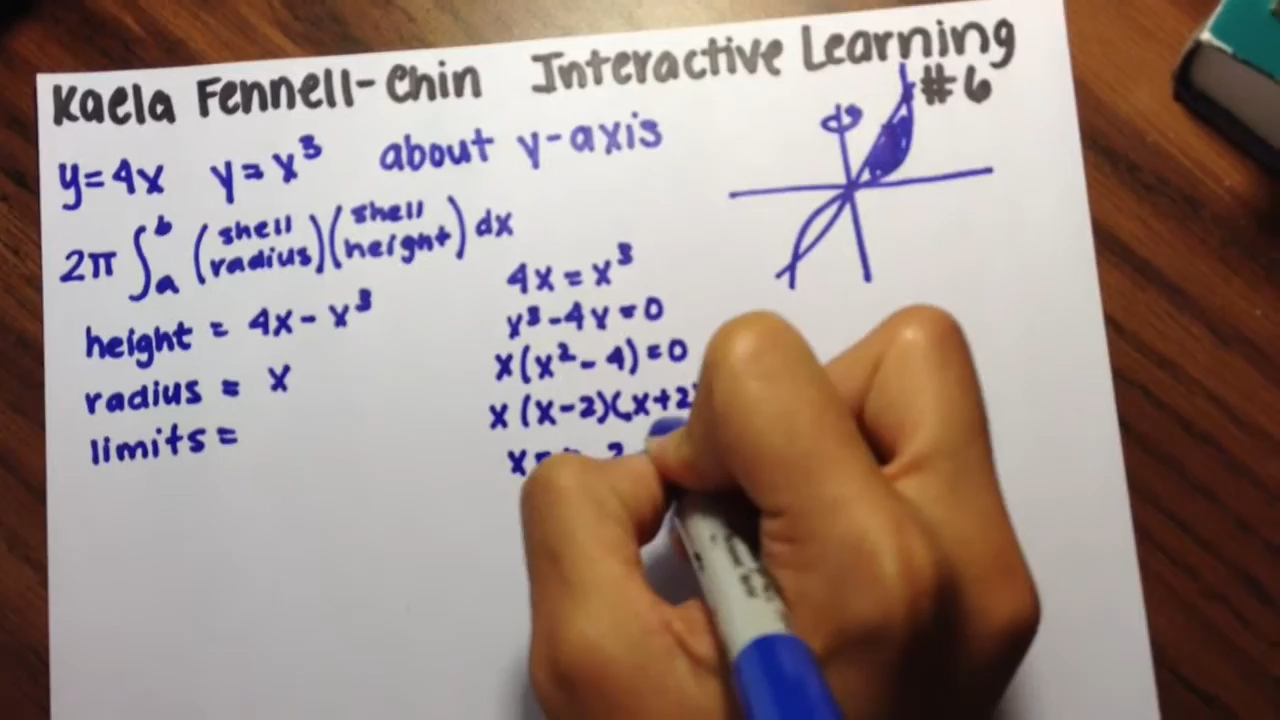 Kaela Fennell-Chin Interactive Learning
#6
y=4x y=x³ about y-axis
2π ∫ₐᵇ (shell radius)(shell height) dx
height = 4x-x³
radius = x
limits =
4x=x³
x³-4x=0
x(x²-4)=0
x(x-2)(x+2
x=